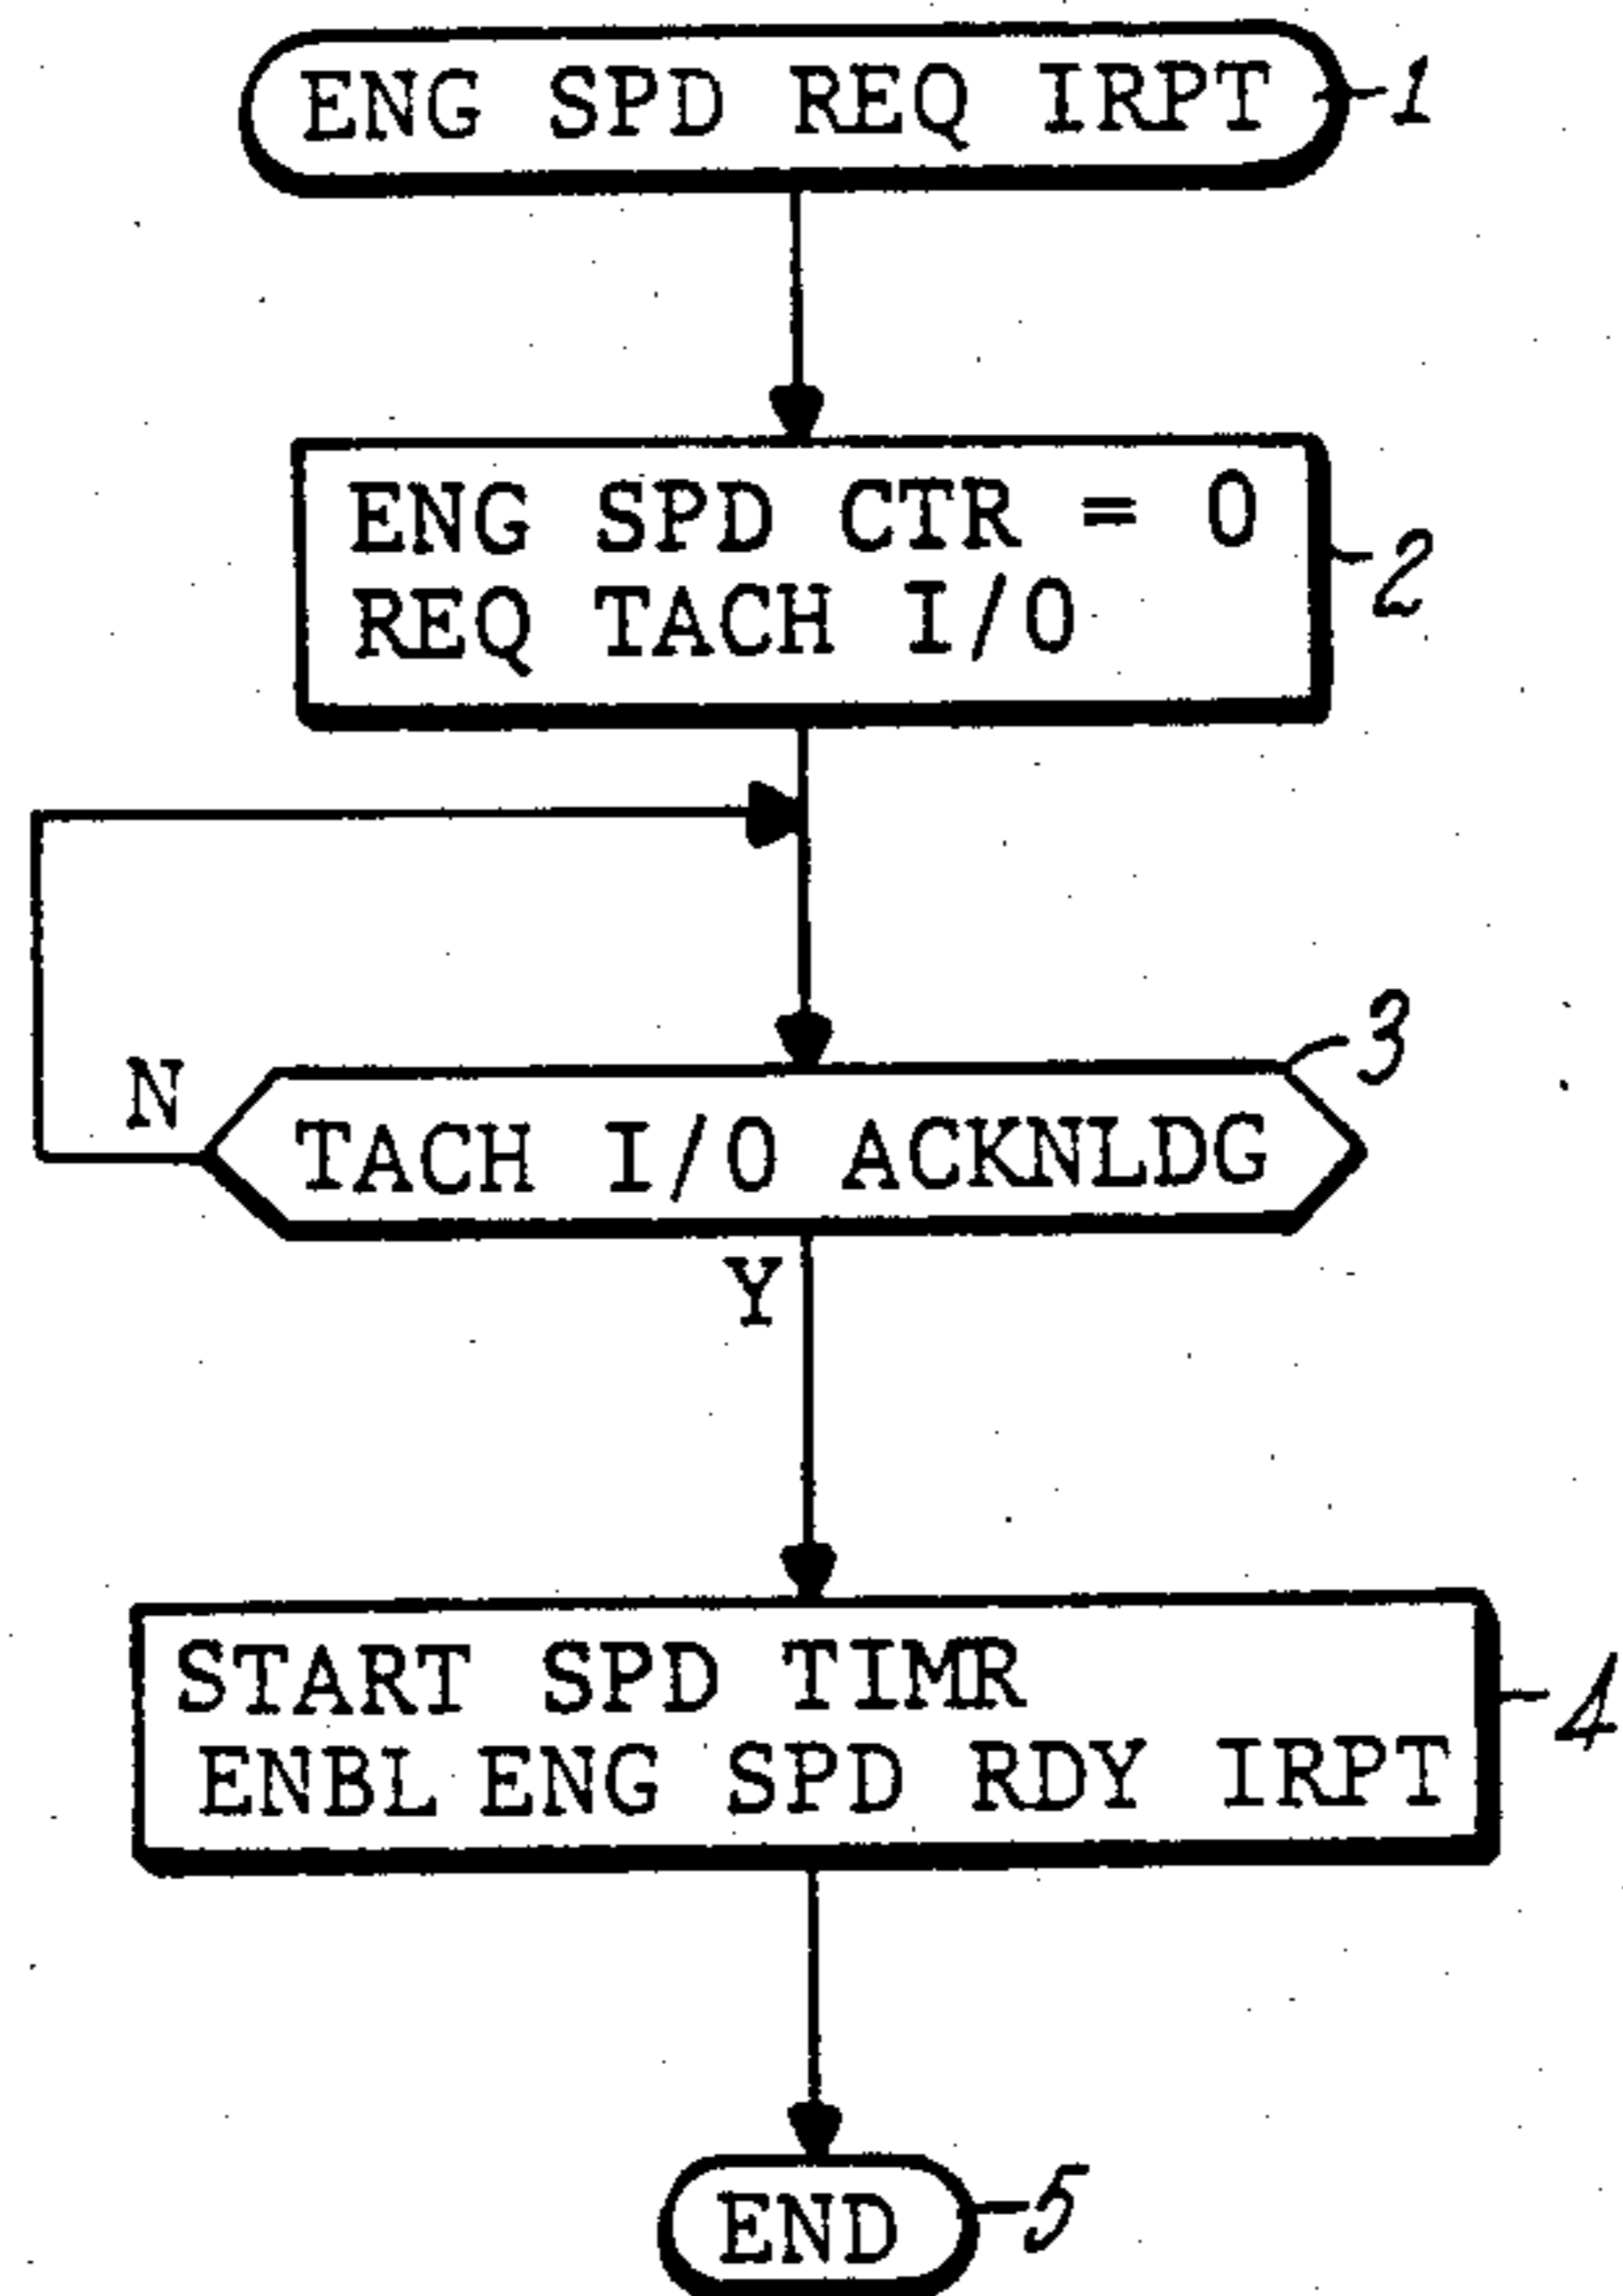 ENG SPD REQ IRPT 1
ENG SPD CTR = 0
REQ TACH I/O
2
3
N
TACH I/O ACKNLDG
Y
START SPD TIMR
4
ENBL ENG SPD RDY IRPT
END 5